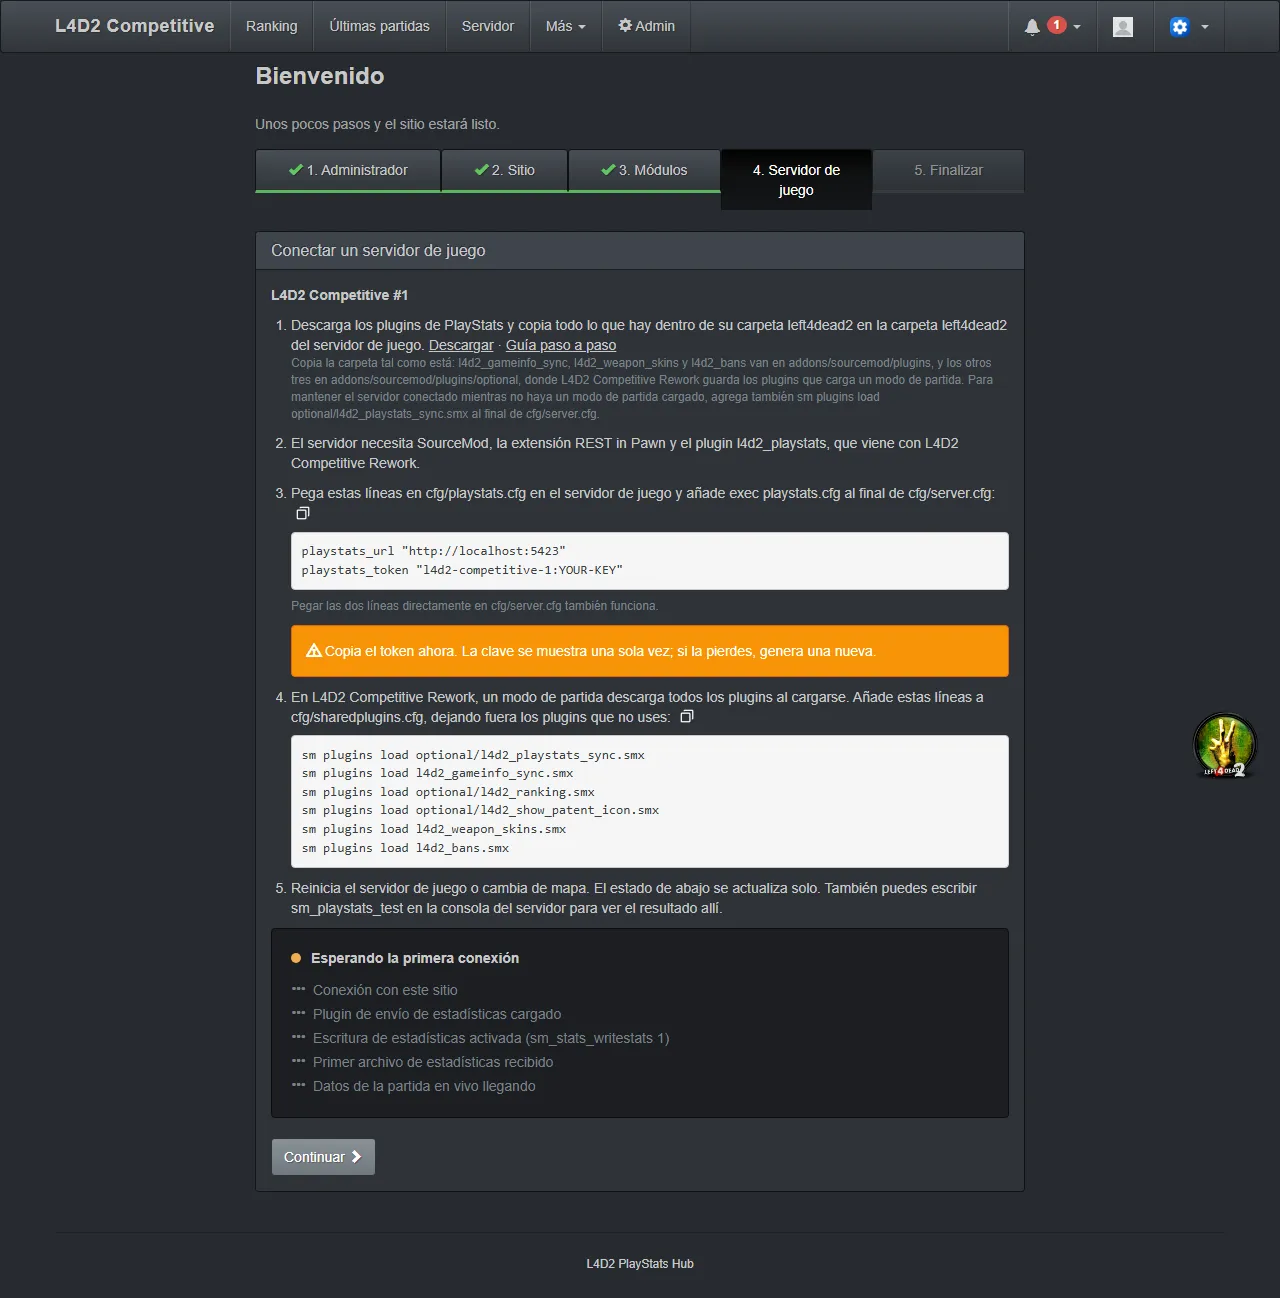 L4D2 Competitive
Ranking
Últimas partidas
Servidor
Más
Admin
1
Bienvenido
Unos pocos pasos y el sitio estará listo.
1. Administrador
2. Sitio
3. Módulos
4. Servidor de
juego
5. Finalizar
Conectar un servidor de juego
L4D2 Competitive #1
1. Descarga los plugins de PlayStats y copia todo lo que hay dentro de su carpeta left4dead2 en la carpeta left4dead2
del servidor de juego. Descargar · Guía paso a paso
Copia la carpeta tal como está: l4d2_gameinfo_sync, l4d2_weapon_skins y l4d2_bans van en addons/sourcemod/plugins, y los otros
tres en addons/sourcemod/plugins/optional, donde L4D2 Competitive Rework guarda los plugins que carga un modo de partida. Para
mantener el servidor conectado mientras no haya un modo de partida cargado, agrega también sm plugins load
optional/l4d2_playstats_sync.smx al final de cfg/server.cfg.
2. El servidor necesita SourceMod, la extensión REST in Pawn y el plugin l4d2_playstats, que viene con L4D2
Competitive Rework.
3. Pega estas líneas en cfg/playstats.cfg en el servidor de juego y añade exec playstats.cfg al final de cfg/server.cfg:
playstats_url "http://localhost:5423"
playstats_token "l4d2-competitive-1:YOUR-KEY"
Pegar las dos líneas directamente en cfg/server.cfg también funciona.
Copia el token ahora. La clave se muestra una sola vez; si la pierdes, genera una nueva.
4. En L4D2 Competitive Rework, un modo de partida descarga todos los plugins al cargarse. Añade estas líneas a
cfg/sharedplugins.cfg, dejando fuera los plugins que no uses:
sm plugins load optional/l4d2_playstats_sync.smx
sm plugins load l4d2_gameinfo_sync.smx
sm plugins load optional/l4d2_ranking.smx
sm plugins load optional/l4d2_show_patent_icon.smx
sm plugins load l4d2_weapon_skins.smx
sm plugins load l4d2_bans.smx
LEFT 4 DEAD 2
5. Reinicia el servidor de juego o cambia de mapa. El estado de abajo se actualiza solo. También puedes escribir
sm_playstats_test en la consola del servidor para ver el resultado allí.
Esperando la primera conexión
Conexión con este sitio
Plugin de envío de estadísticas cargado
Escritura de estadísticas activada (sm_stats_writestats 1)
Primer archivo de estadísticas recibido
Datos de la partida en vivo llegando
Continuar
L4D2 PlayStats Hub